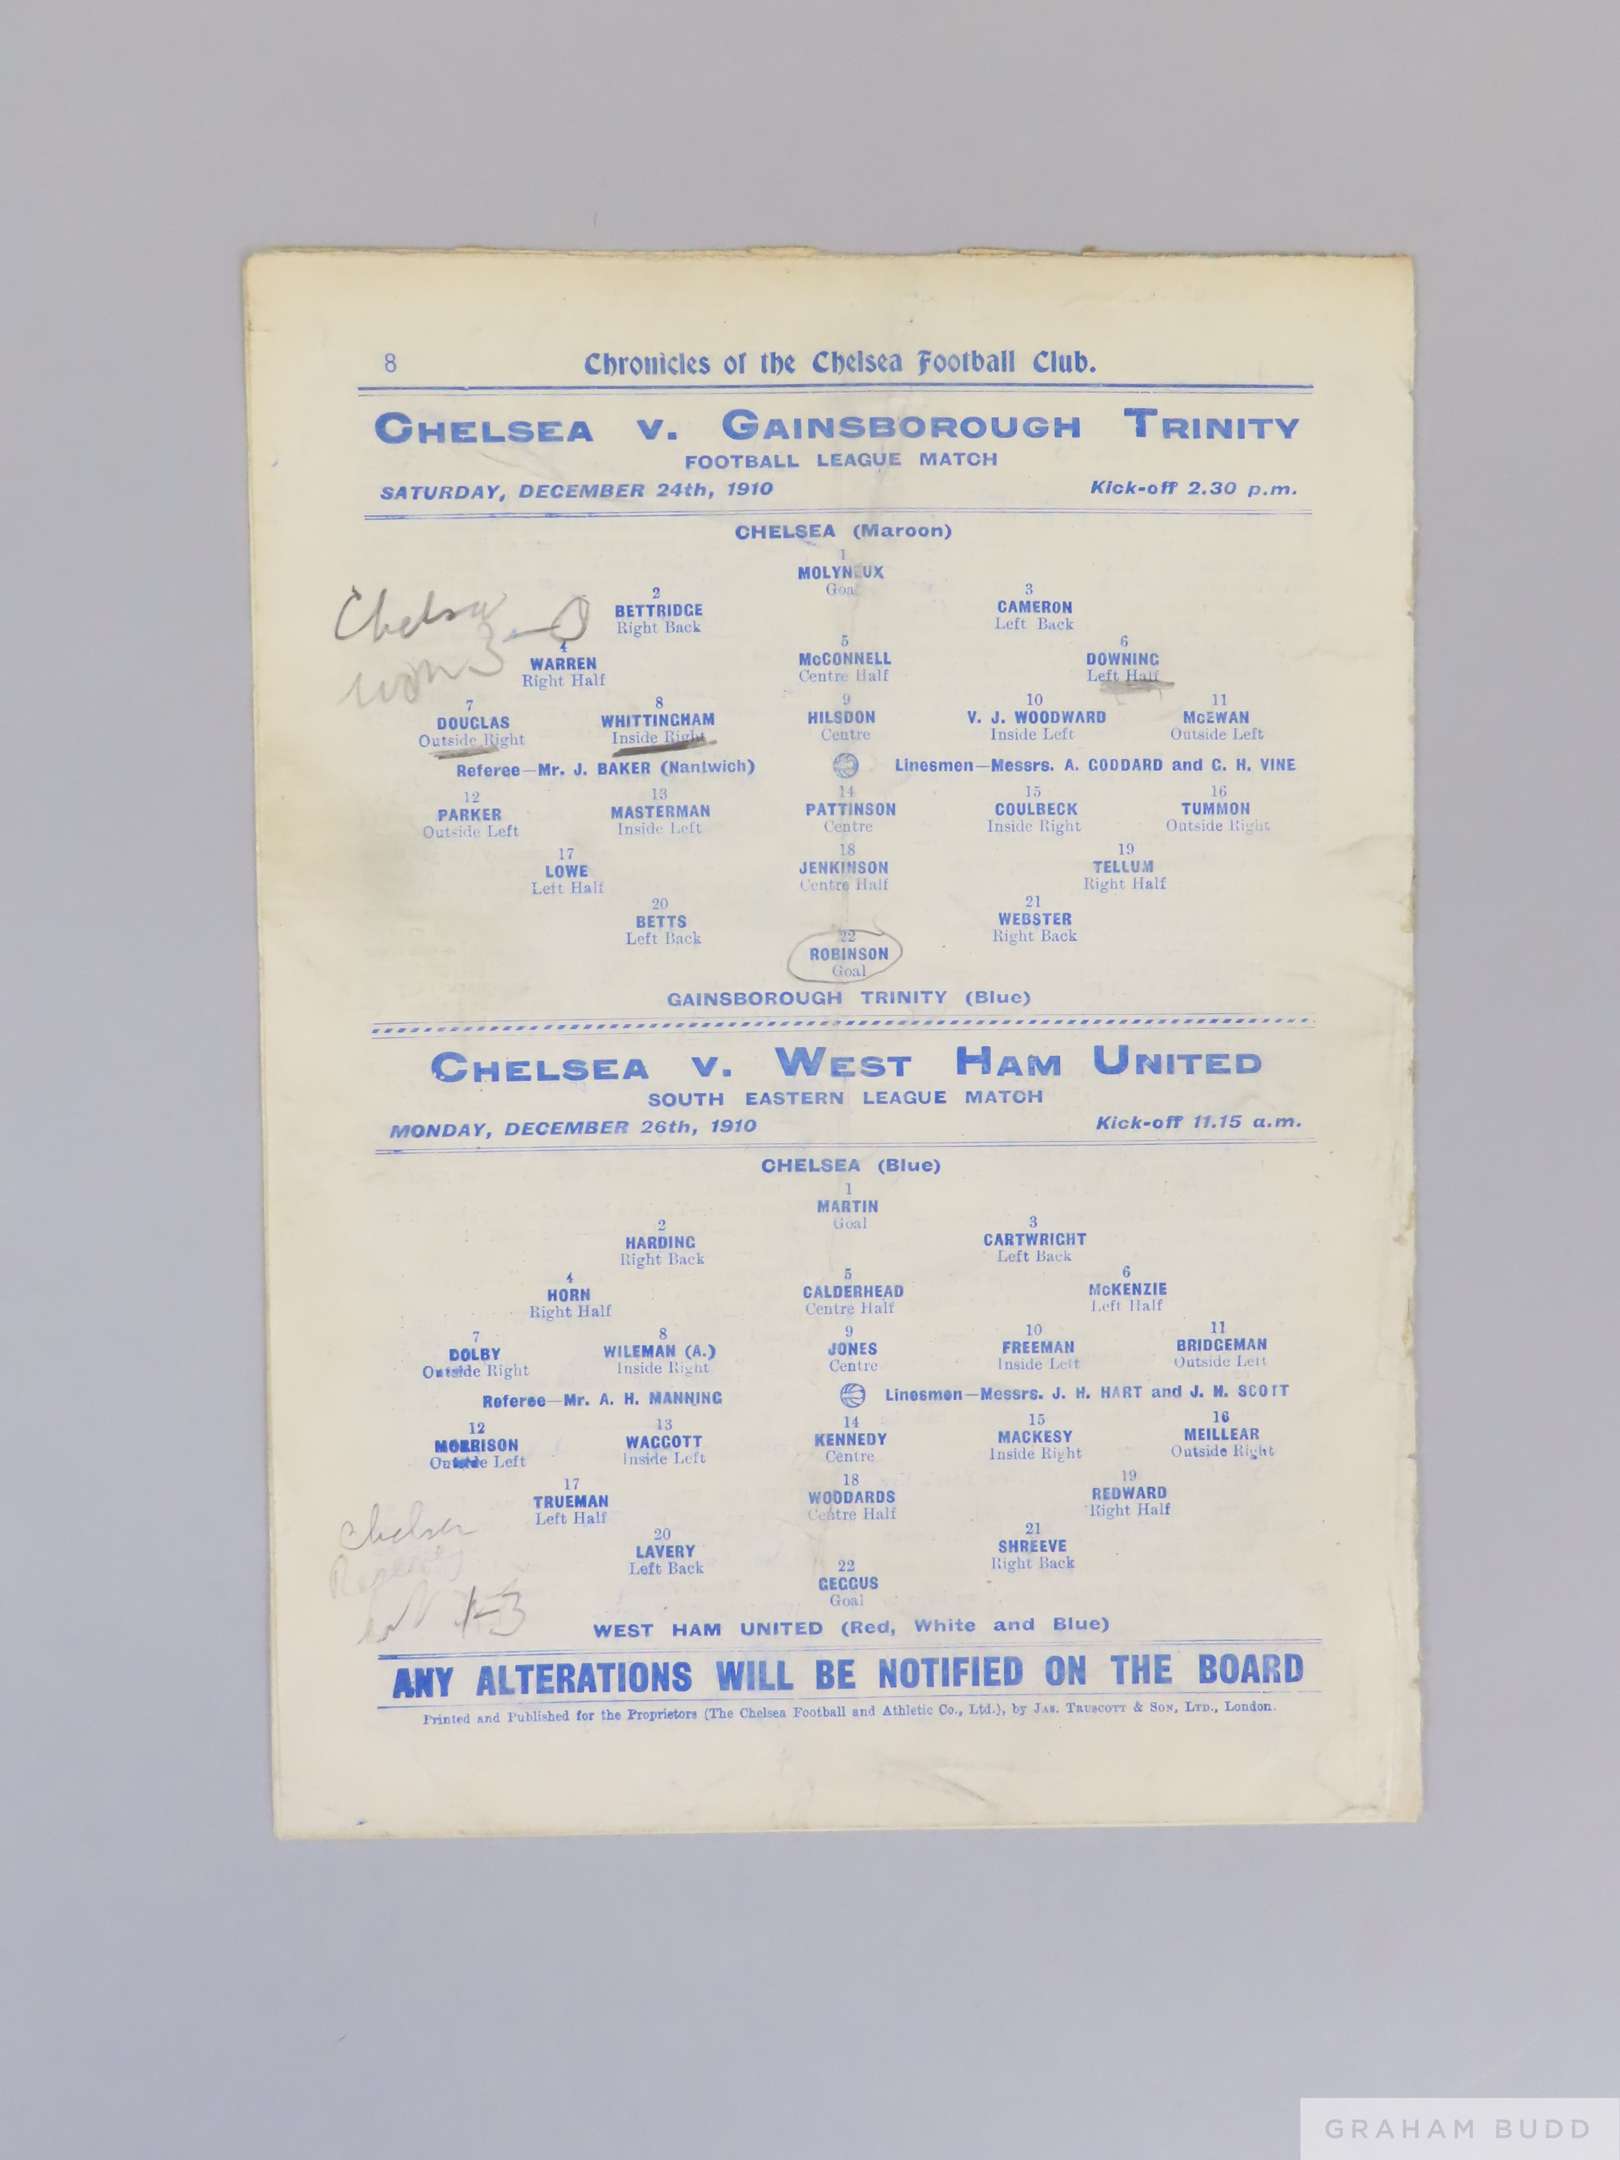 8 Chronicles of the Chelsea Football Club.
CHELSEA V. GAINSBOROUGH TRINITY
FOOTBALL LEAGUE MATCH
SATURDAY, DECEMBER 24th, 1910 Kick-off 2.30 p.m.
CHELSEA (Maroon)
1
MOLYNEUX
Goal
2 3
BETTRIDGE CAMERON
Right Back Left Back
Chelsea
won 3-0
4 5 6
WARREN McCONNELL DOWNING
Right Half Centre Half Left Half
7 8 9 10 11
DOUGLAS WHITTINGHAM HILSDON V. J. WOODWARD McEWAN
Outside Right Inside Right Centre Inside Left Outside Left
Referee—Mr. J. BAKER (Nantwich) Linesmen—Messrs. A. GODDARD and C. H. VINE
12 13 14 15 16
PARKER MASTERMAN PATTINSON COULBECK TUMMON
Outside Left Inside Left Centre Inside Right Outside Right
17 18 19
LOWE JENKINSON TELLUM
Left Half Centre Half Right Half
20 21
BETTS WEBSTER
Left Back Right Back
22
ROBINSON
Goal
GAINSBOROUGH TRINITY (Blue)
CHELSEA V. WEST HAM UNITED
SOUTH EASTERN LEAGUE MATCH
MONDAY, DECEMBER 26th, 1910 Kick-off 11.15 a.m.
CHELSEA (Blue)
1
MARTIN
Goal
2 3
HARDING CARTWRIGHT
Right Back Left Back
4 5 6
HORN CALDERHEAD McKENZIE
Right Half Centre Half Left Half
7 8 9 10 11
DOLBY WILEMAN (A.) JONES FREEMAN BRIDGEMAN
Outside Right Inside Right Centre Inside Left Outside Left
Referee—Mr. A. H. MANNING Linesmen—Messrs. J. H. HART and J. N. SCOTT
12 13 14 15 16
MORRISON WAGGOTT KENNEDY MACKESY MEILLEAR
Outside Left Inside Left Centre Inside Right Outside Right
17 18 19
TRUEMAN WOODARDS REDWARD
Left Half Centre Half Right Half
20 21
LAVERY SHREEVE
Left Back Right Back
22
GEGGUS
Goal
Chelsea
1-3
WEST HAM UNITED (Red, White and Blue)
ANY ALTERATIONS WILL BE NOTIFIED ON THE BOARD
Printed and Published for the Proprietors (The Chelsea Football and Athletic Co., Ltd.), by JAS. TRUSCOTT & SON, LTD., London.
GRAHAM BUDD